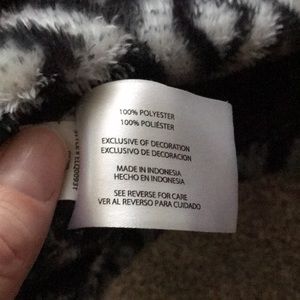 100% POLYESTER
100% POLIÉSTER
EXCLUSIVE OF DECORATION
EXCLUSIVO DE DECORACION
MADE IN INDONESIA
HECHO EN INDONESIA
SEE REVERSE FOR CARE
VER AL REVERSO PARA CUIDADO